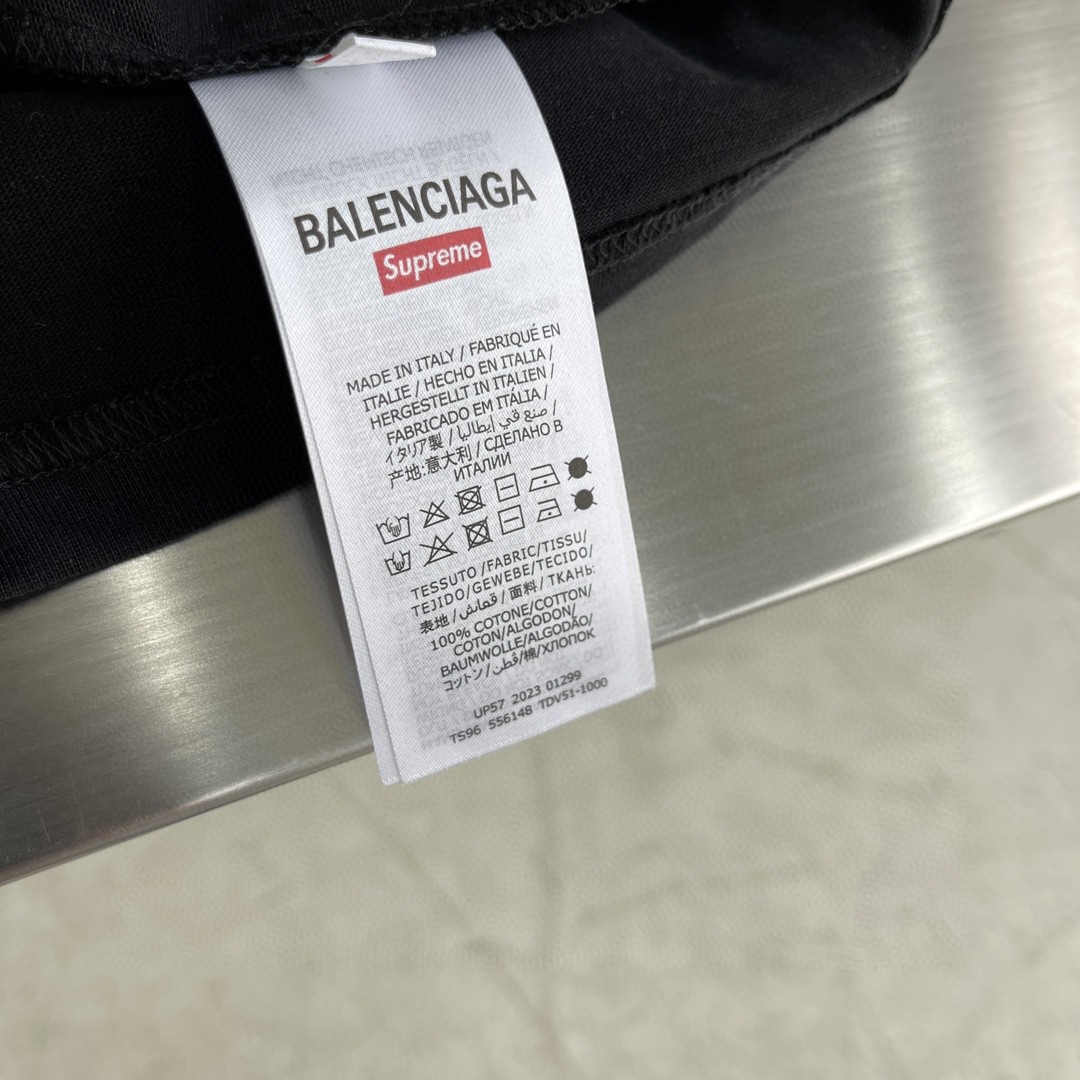 BALENCIAGA
Supreme
MADE IN ITALY / FABRIQUÉ EN
ITALIE / HECHO EN ITALIA /
HERGESTELLT IN ITALIEN /
FABRICADO EM ITÁLIA /
イタリア製 / صنع في إيطاليا /
产地:意大利 / СДЕЛАНО В
ИТАЛИИ
TESSUTO /FABRIC/TISSU/
TEJIDO/GEWEBE/TECIDO/
表地 / قماش / 面料 / ТКАНЬ:
100% COTONE/COTTON/
COTON/ALGODON/
BAUMWOLLE/ALGODÃO/
コットン/قطن/棉/ХЛОПОК
UP57 2023 01299
TS96 556148 TDV51-1000